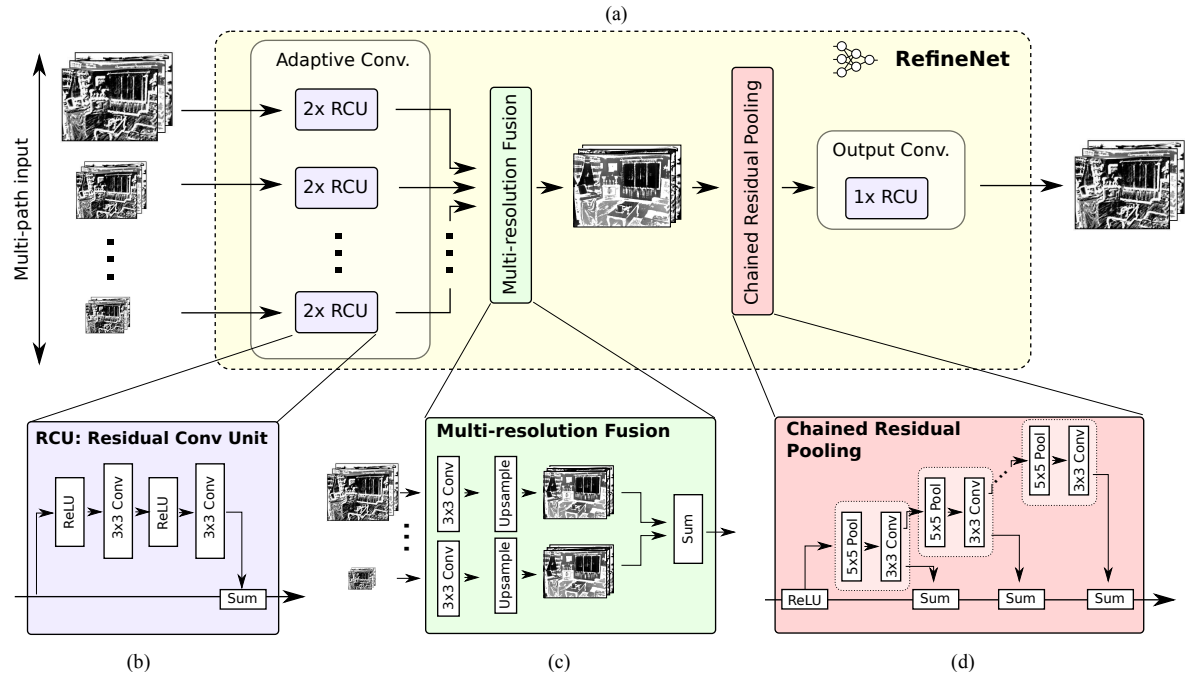 (a)
Multi-path input
Adaptive Conv.
2x RCU
2x RCU
2x RCU
Multi-resolution Fusion
Chained Residual Pooling
RefineNet
Output Conv.
1x RCU
RCU: Residual Conv Unit
ReLU
3x3 Conv
ReLU
3x3 Conv
Sum
(b)
Multi-resolution Fusion
3x3 Conv
Upsample
3x3 Conv
Upsample
Sum
(c)
Chained Residual
Pooling
ReLU
5x5 Pool
3x3 Conv
5x5 Pool
3x3 Conv
5x5 Pool
3x3 Conv
Sum
Sum
Sum
(d)